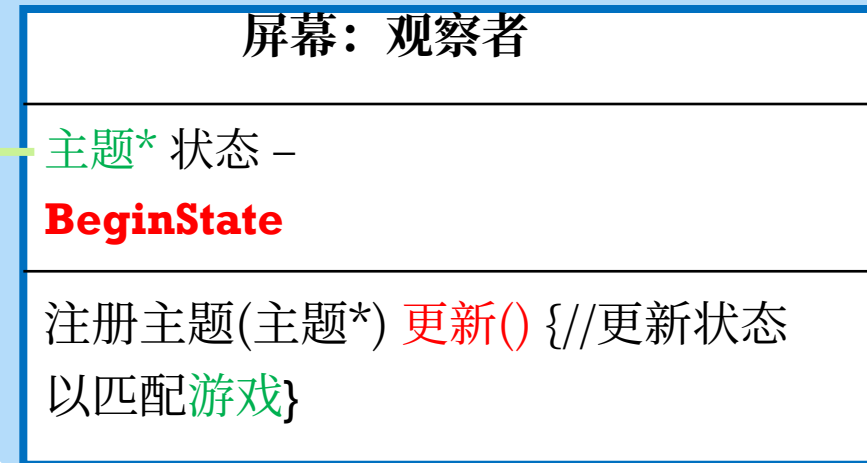 屏幕：观察者
主题* 状态 –
BeginState
注册主题(主题*) 更新() {//更新状态
以匹配游戏}